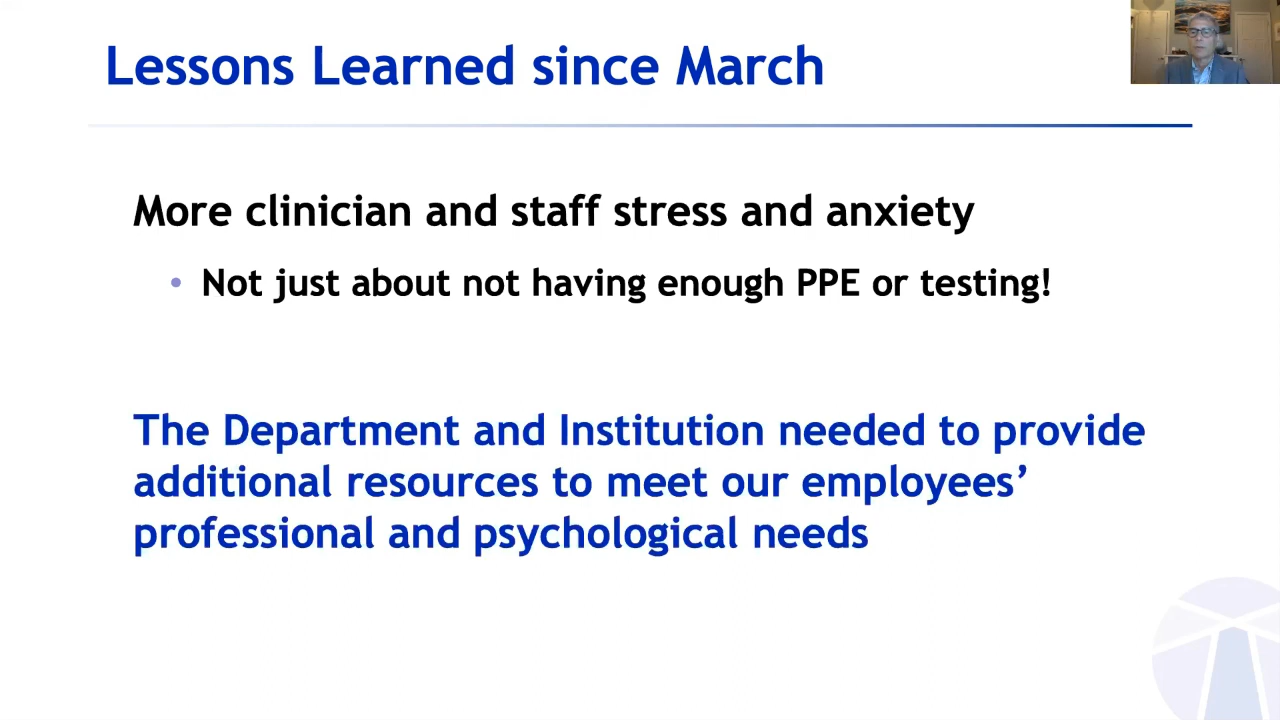 Lessons Learned since March
More clinician and staff stress and anxiety
• Not just about not having enough PPE or testing!
The Department and Institution needed to provide
additional resources to meet our employees’
professional and psychological needs